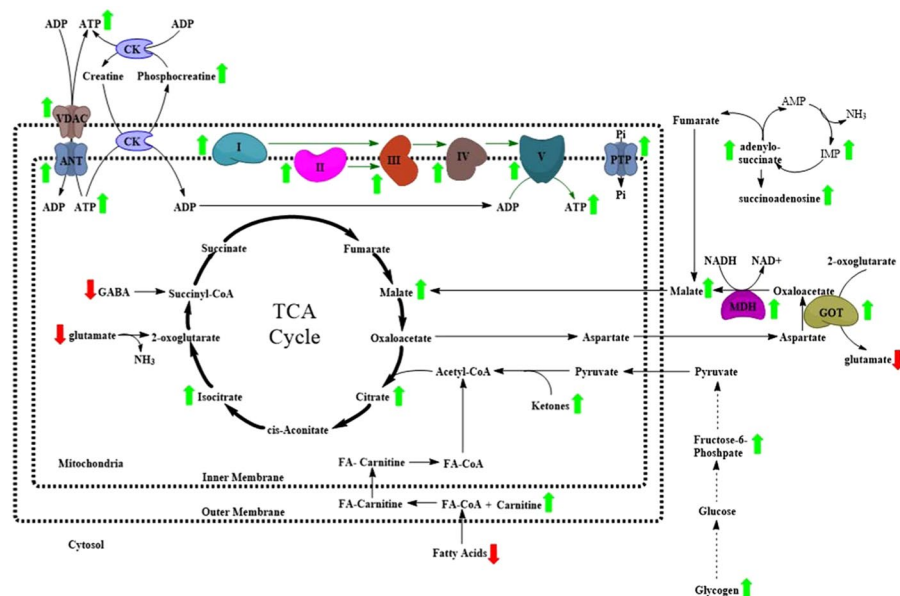 ADP ATP ADP
CK
Creatine Phosphocreatine
VDAC
CK
ANT
ADP ATP ADP
I
II
III
IV
V
ADP ATP
Pi
PTP
Pi
Fumarate
AMP
NH3
adenylo-
succinate
IMP
succinoadenosine
Succinate
Fumarate
GABA
Succinyl-CoA
Malate
glutamate
2-oxoglutarate
NH3
TCA
Cycle
Oxaloacetate
Aspartate
Isocitrate
Citrate
cis-Aconitate
Acetyl-CoA
Pyruvate
Ketones
NADH NAD+
2-oxoglutarate
Malate
Oxaloacetate
MDH
GOT
Aspartate
glutamate
Pyruvate
Fructose-6-
Phoshpate
Glucose
Glycogen
Mitochondria
FA- Carnitine
FA-CoA
Inner Membrane
FA-Carnitine
FA-CoA + Carnitine
Outer Membrane
Cytosol
Fatty Acids